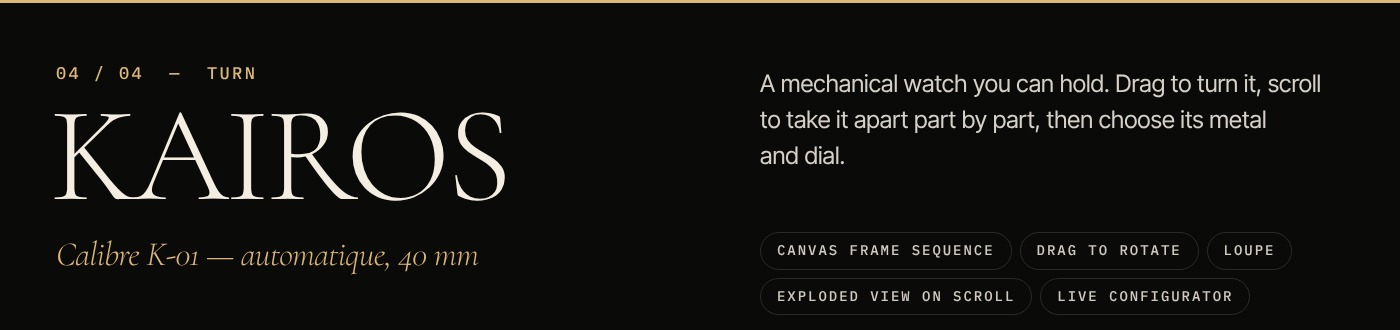 04 / 04 — TURN
KAIROS
Calibre K-01 — automatique, 40 mm
A mechanical watch you can hold. Drag to turn it, scroll
to take it apart part by part, then choose its metal
and dial.
CANVAS FRAME SEQUENCE
DRAG TO ROTATE
LOUPE
EXPLODED VIEW ON SCROLL
LIVE CONFIGURATOR